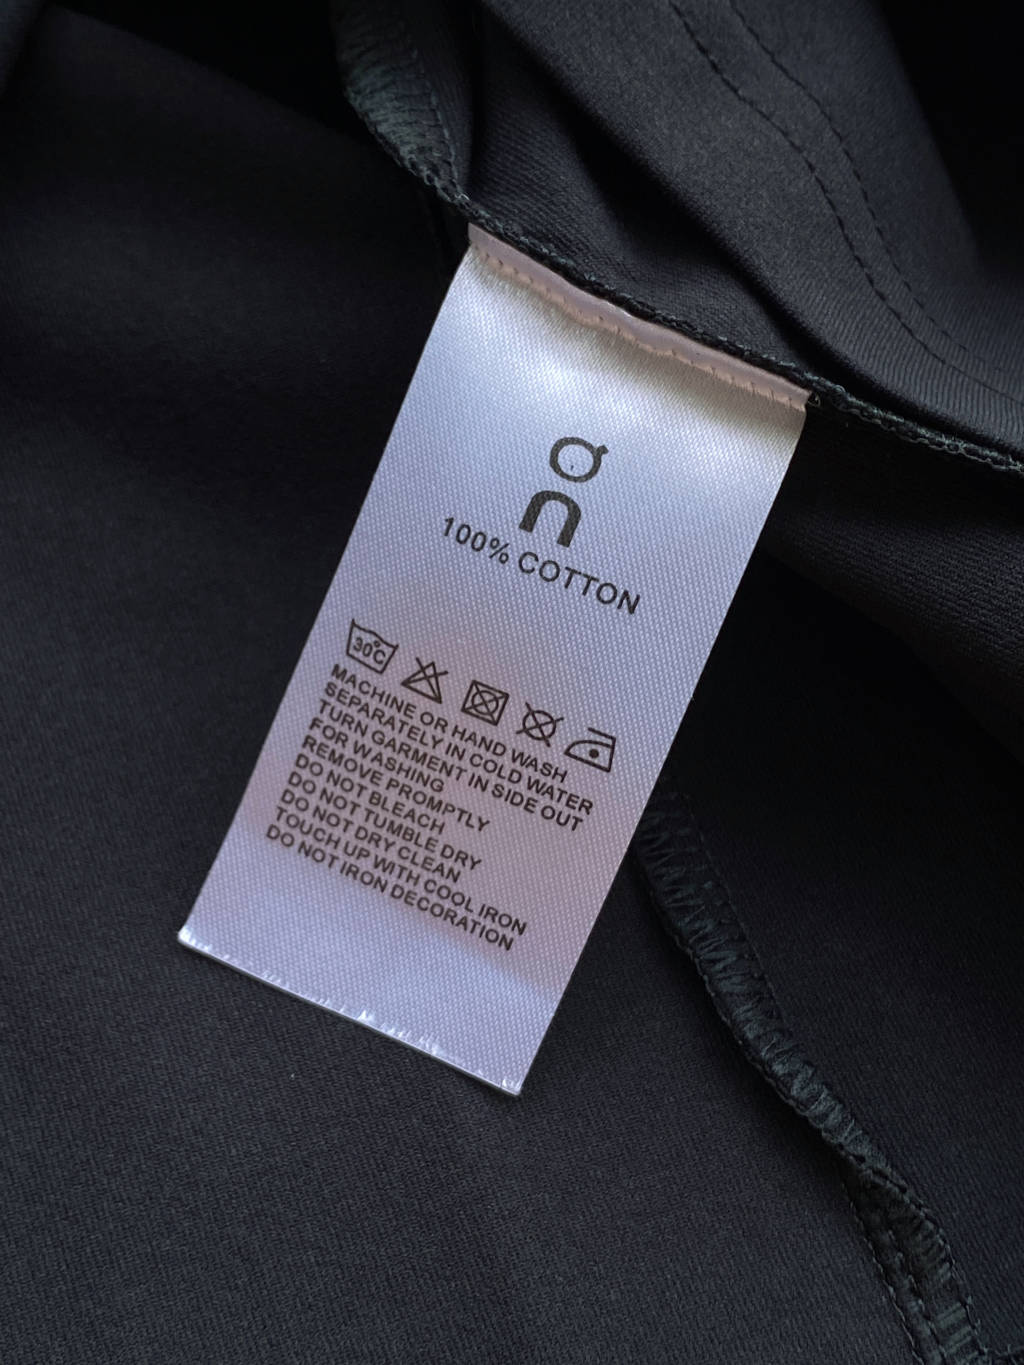 on
100% COTTON
30°C
MACHINE OR HAND WASH
SEPARATELY IN COLD WATER
TURN GARMENT IN SIDE OUT
FOR WASHING
REMOVE PROMPTLY
DO NOT BLEACH
DO NOT TUMBLE DRY
DO NOT DRY CLEAN
TOUCH UP WITH COOL IRON
DO NOT IRON DECORATION